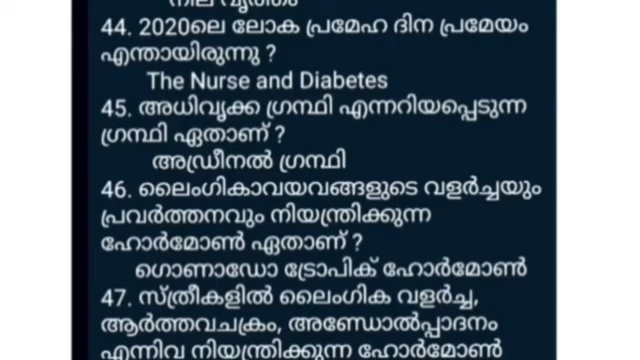 നീല വൃത്തം
44. 2020ലെ ലോക പ്രമേഹ ദിന പ്രമേയം
എന്തായിരുന്നു ?
The Nurse and Diabetes
45. അധിവൃക്ക ഗ്രന്ഥി എന്നറിയപ്പെടുന്ന
ഗ്രന്ഥി ഏതാണ് ?
അഡ്രീനൽ ഗ്രന്ഥി
46. ലൈംഗികാവയവങ്ങളുടെ വളർച്ചയും
പ്രവർത്തനവും നിയന്ത്രിക്കുന്ന
ഹോർമോൺ ഏതാണ് ?
ഗൊണാഡോ ട്രോപിക് ഹോർമോൺ
47. സ്ത്രീകളിൽ ലൈംഗിക വളർച്ച,
ആർത്തവചക്രം, അണ്ഡോൽപ്പാദനം
എന്നിവ നിയന്ത്രിക്കുന്ന ഹോർമോൺ